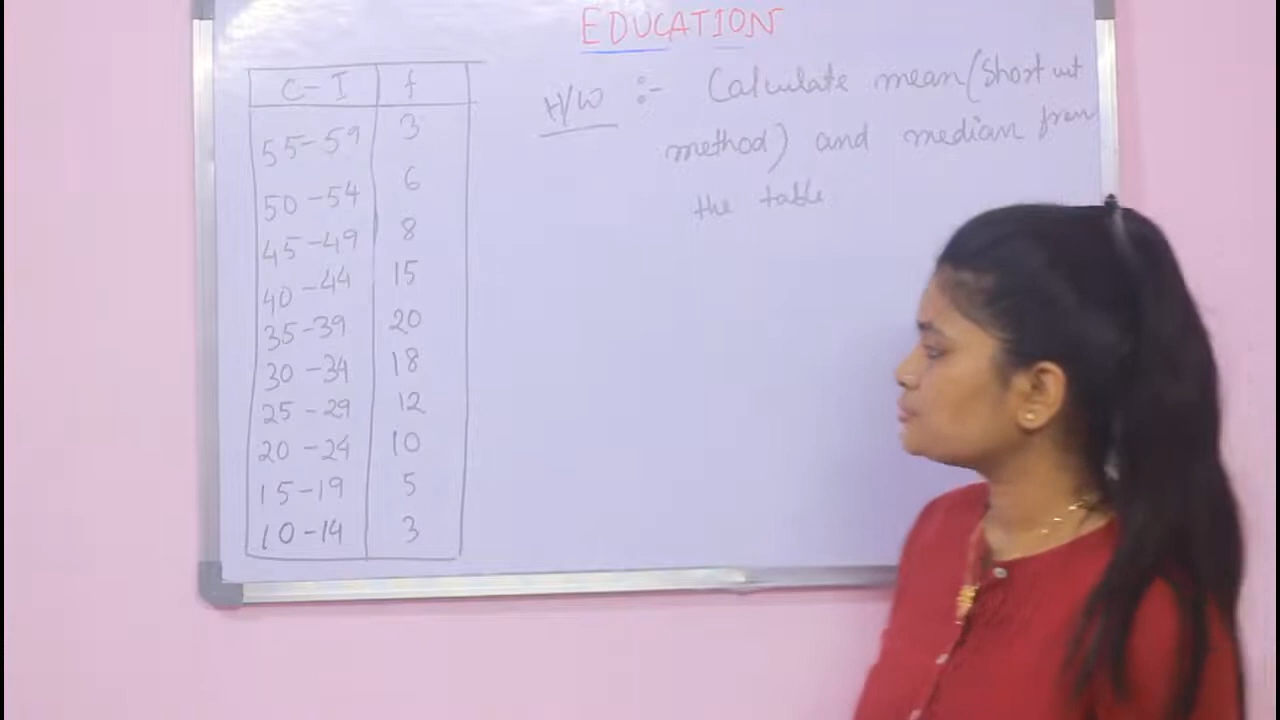 EDUCATION
C-I f
55-59 3
50-54 6
45-49 8
40-44 15
35-39 20
30-34 18
25-29 12
20-24 10
15-19 5
10-14 3
H/W :- Calculate mean (short cut
method) and median from
the table